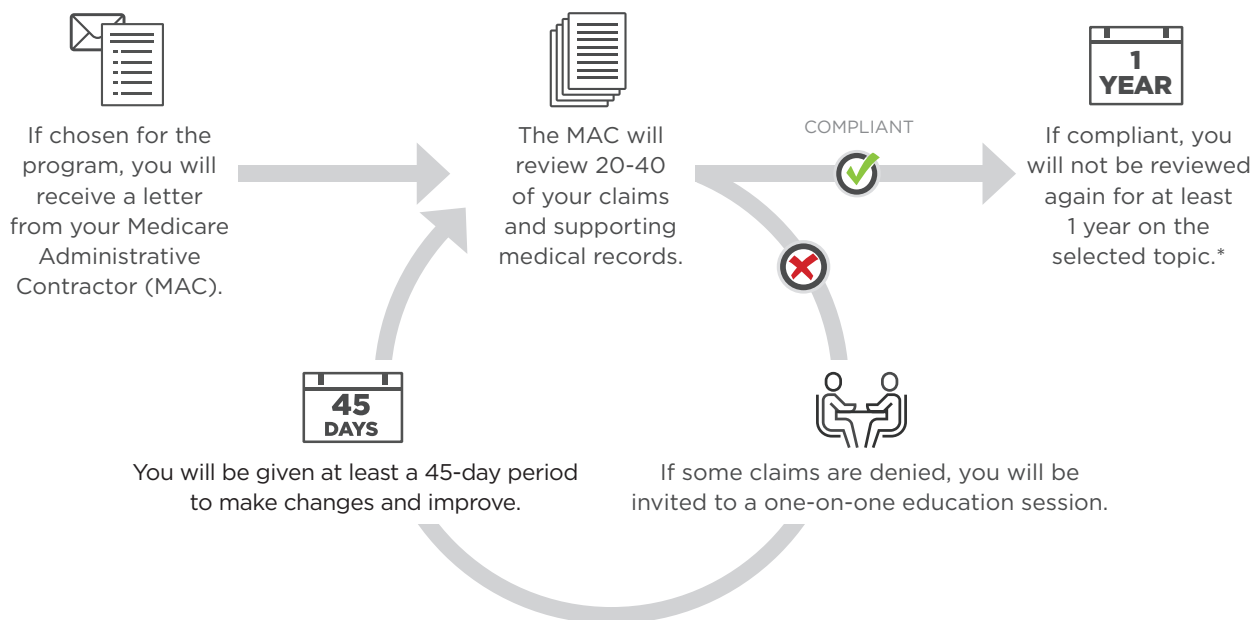 If chosen for the
program, you will
receive a letter
from your Medicare
Administrative
Contractor (MAC).
The MAC will
review 20-40
of your claims
and supporting
medical records.
COMPLIANT
1
YEAR
If compliant, you
will not be reviewed
again for at least
1 year on the
selected topic.*
45
DAYS
You will be given at least a 45-day period
to make changes and improve.
If some claims are denied, you will be
invited to a one-on-one education session.